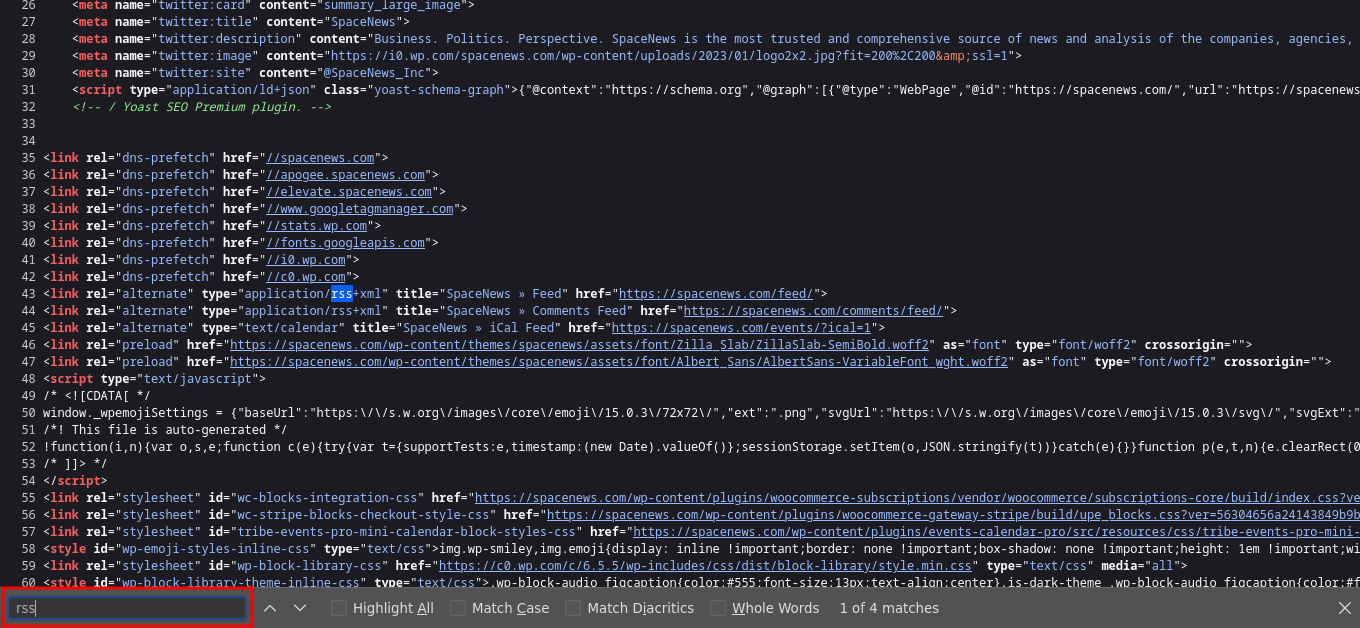 26 <meta name="twitter:card" content="summary_large_image">
27 <meta name="twitter:title" content="SpaceNews">
28 <meta name="twitter:description" content="Business. Politics. Perspective. SpaceNews is the most trusted and comprehensive source of news and analysis of the companies, agencies,
29 <meta name="twitter:image" content="https://i0.wp.com/spacenews.com/wp-content/uploads/2023/01/logo2x2.jpg?fit=200%2C200&amp;ssl=1">
30 <meta name="twitter:site" content="@SpaceNews_Inc">
31 <script type="application/ld+json" class="yoast-schema-graph">{"@context":"https://schema.org","@graph":[{"@type":"WebPage","@id":"https://spacenews.com/","url":"https://spacenews
32 <!-- / Yoast SEO Premium plugin. -->
33
34
35 <link rel="dns-prefetch" href="//spacenews.com">
36 <link rel="dns-prefetch" href="//apogee.spacenews.com">
37 <link rel="dns-prefetch" href="//elevate.spacenews.com">
38 <link rel="dns-prefetch" href="//www.googletagmanager.com">
39 <link rel="dns-prefetch" href="//stats.wp.com">
40 <link rel="dns-prefetch" href="//fonts.googleapis.com">
41 <link rel="dns-prefetch" href="//i0.wp.com">
42 <link rel="dns-prefetch" href="//c0.wp.com">
43 <link rel="alternate" type="application/rss+xml" title="SpaceNews » Feed" href="https://spacenews.com/feed/">
44 <link rel="alternate" type="application/rss+xml" title="SpaceNews » Comments Feed" href="https://spacenews.com/comments/feed/">
45 <link rel="alternate" type="text/calendar" title="SpaceNews » iCal Feed" href="https://spacenews.com/events/?ical=1">
46 <link rel="preload" href="https://spacenews.com/wp-content/themes/spacenews/assets/font/Zilla_Slab/ZillaSlab-SemiBold.woff2" as="font" type="font/woff2" crossorigin="">
47 <link rel="preload" href="https://spacenews.com/wp-content/themes/spacenews/assets/font/Albert_Sans/AlbertSans-VariableFont_wght.woff2" as="font" type="font/woff2" crossorigin="">
48 <script type="text/javascript">
49 /* <![CDATA[ */
50 window._wpemojiSettings = {"baseUrl":"https:\/\/s.w.org\/images\/core\/emoji\/15.0.3\/72x72\/","ext":".png","svgUrl":"https:\/\/s.w.org\/images\/core\/emoji\/15.0.3\/svg\/","svgExt":"
51 /*! This file is auto-generated */
52 !function(i,n){var o,s,e;function c(e){try{var t={supportTests:e,timestamp:(new Date).valueOf()};sessionStorage.setItem(o,JSON.stringify(t))}catch(e){}}function p(e,t,n){e.clearRect(0
53 /* ]]> */
54 </script>
55 <link rel="stylesheet" id="wc-blocks-integration-css" href="https://spacenews.com/wp-content/plugins/woocommerce-subscriptions/vendor/woocommerce/subscriptions-core/build/index.css?ve
56 <link rel="stylesheet" id="wc-stripe-blocks-checkout-style-css" href="https://spacenews.com/wp-content/plugins/woocommerce-gateway-stripe/build/upe_blocks.css?ver=56304656a24143849b9b
57 <link rel="stylesheet" id="tribe-events-pro-mini-calendar-block-styles-css" href="https://spacenews.com/wp-content/plugins/events-calendar-pro/src/resources/css/tribe-events-pro-mini-
58 <style id="wp-emoji-styles-inline-css" type="text/css">img.wp-smiley,img.emoji{display: inline !important;border: none !important;box-shadow: none !important;height: 1em !important;wi
59 <link rel="stylesheet" id="wp-block-library-css" href="https://c0.wp.com/c/6.5.5/wp-includes/css/dist/block-library/style.min.css" type="text/css" media="all">
60 <style id="wp-block-library-theme-inline-css" type="text/css">.wp-block-audio figcaption{color:#555;font-size:13px;text-align:center}.is-dark-theme .wp-block-audio figcaption{color:#f
rss Highlight All Match Case Match Diacritics Whole Words 1 of 4 matches